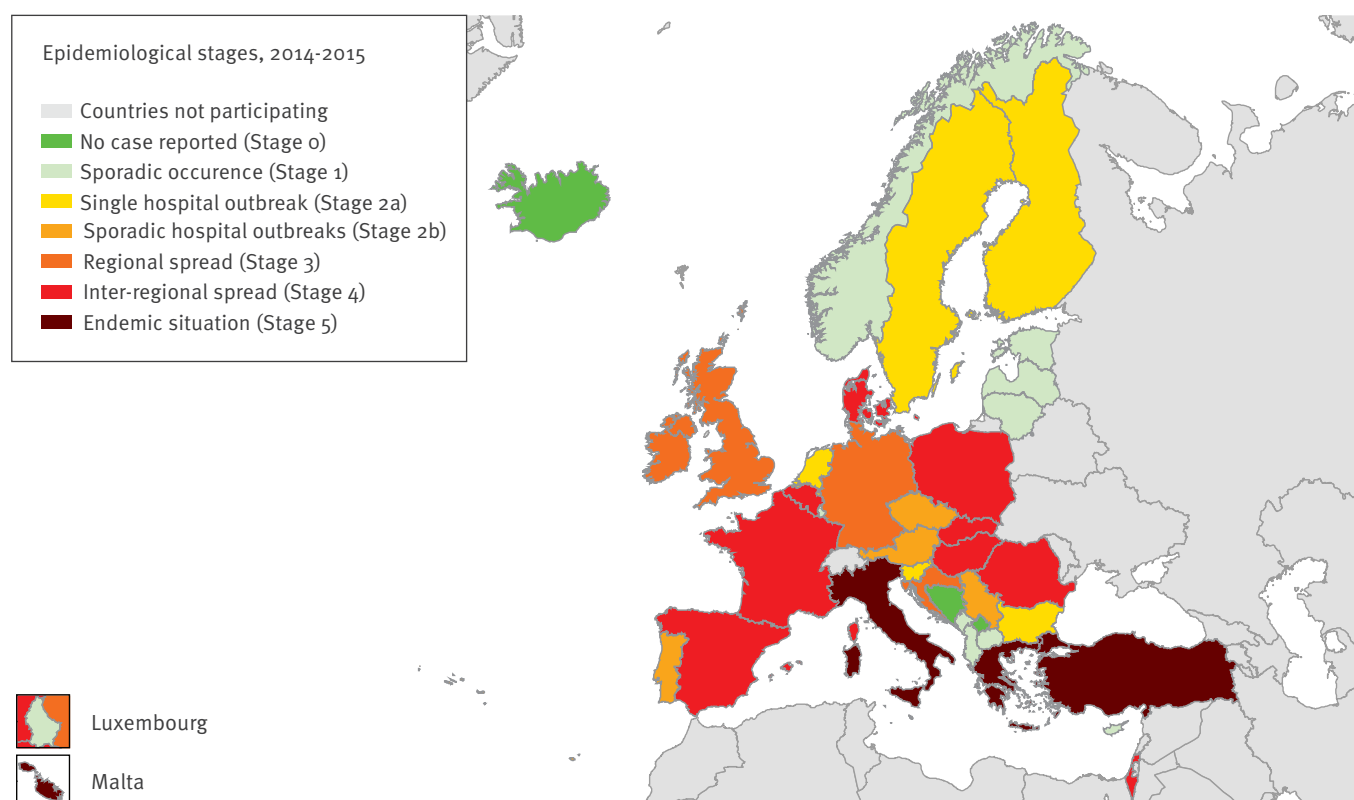 Epidemiological stages, 2014-2015
Countries not participating
No case reported (Stage 0)
Sporadic occurence (Stage 1)
Single hospital outbreak (Stage 2a)
Sporadic hospital outbreaks (Stage 2b)
Regional spread (Stage 3)
Inter-regional spread (Stage 4)
Endemic situation (Stage 5)
Luxembourg
Malta